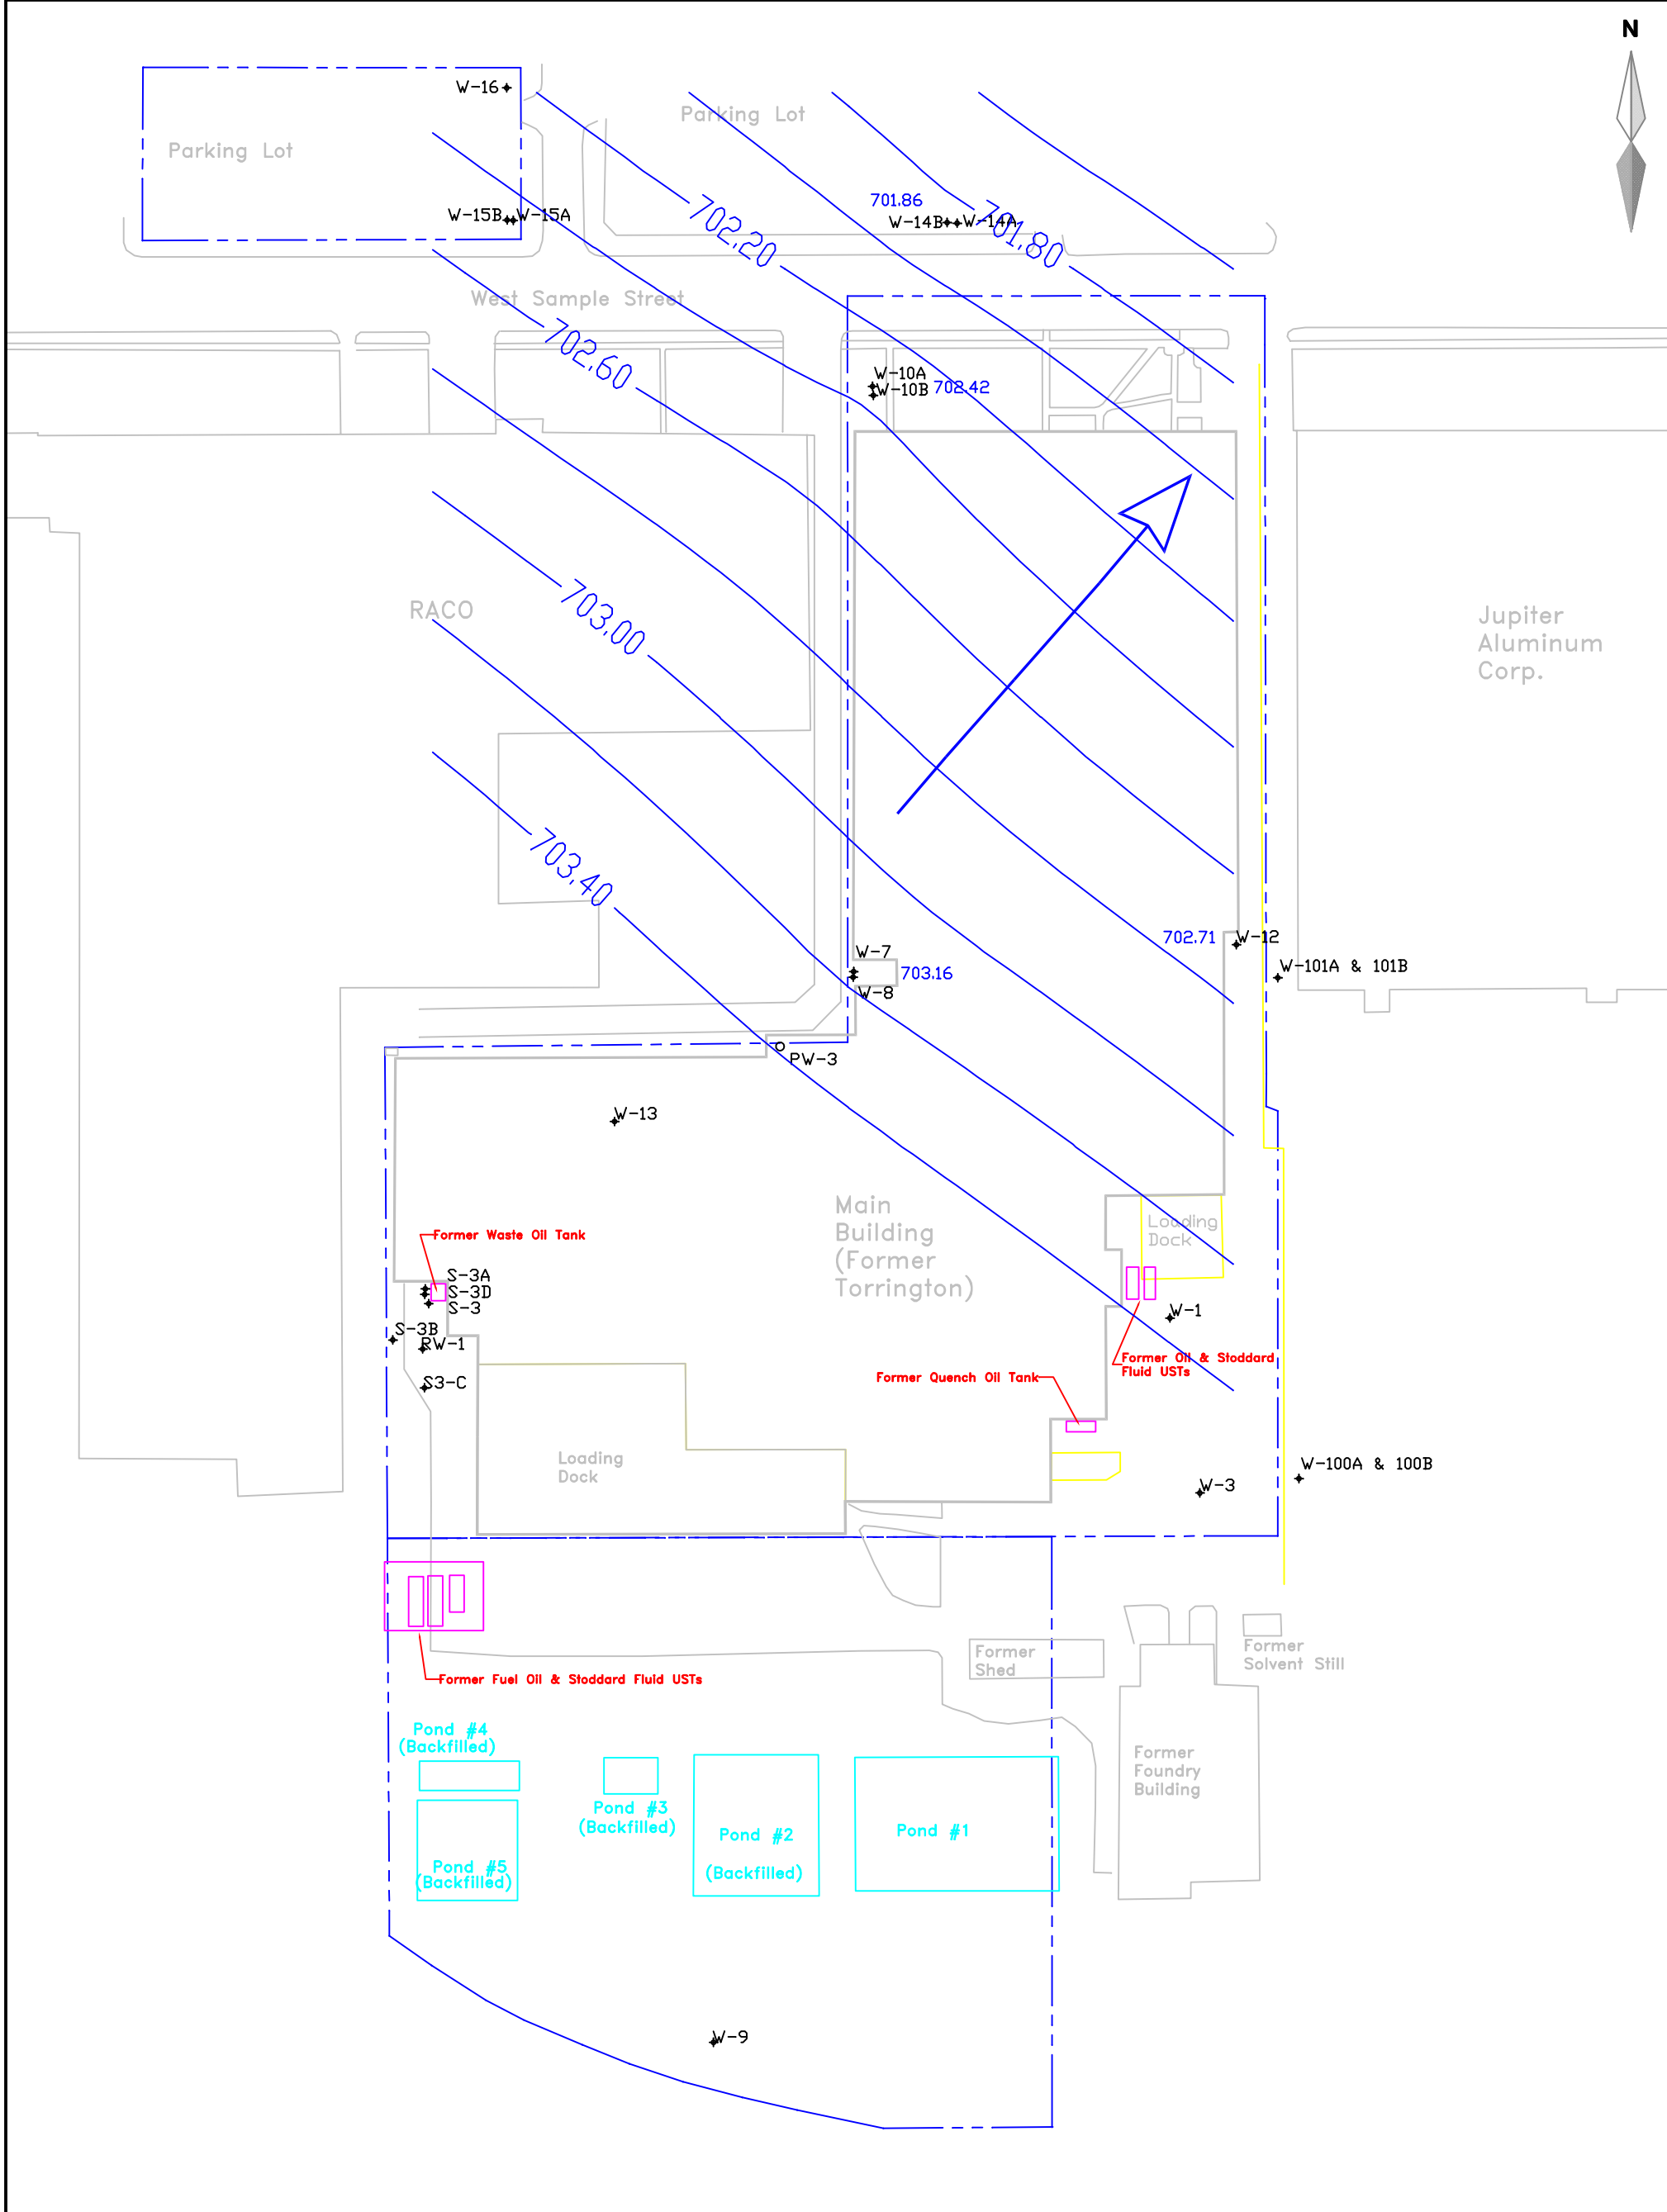 N
W-16
Parking Lot
Parking Lot
701.86
W-15B
W-15A
W-14B
W-14A
702.20
701.80
West Sample Street
702.60
W-10A
W-10B
702.42
RACO
703.00
Jupiter
Aluminum
Corp.
703.40
702.71
W-12
W-7
703.16
W-101A & 101B
W-8
PW-3
W-13
Main
Building
(Former
Torrington)
Loading
Dock
Former Waste Oil Tank
S-3A
S-3D
S-3
W-1
S-3B
RW-1
Former Oil & Stoddard
Fluid USTs
Former Quench Oil Tank
S3-C
Loading
Dock
W-100A & 100B
W-3
Former
Shed
Former
Solvent Still
Former Fuel Oil & Stoddard Fluid USTs
Pond #4
(Backfilled)
Former
Foundry
Building
Pond #3
(Backfilled)
Pond #2
(Backfilled)
Pond #1
Pond #5
(Backfilled)
W-9